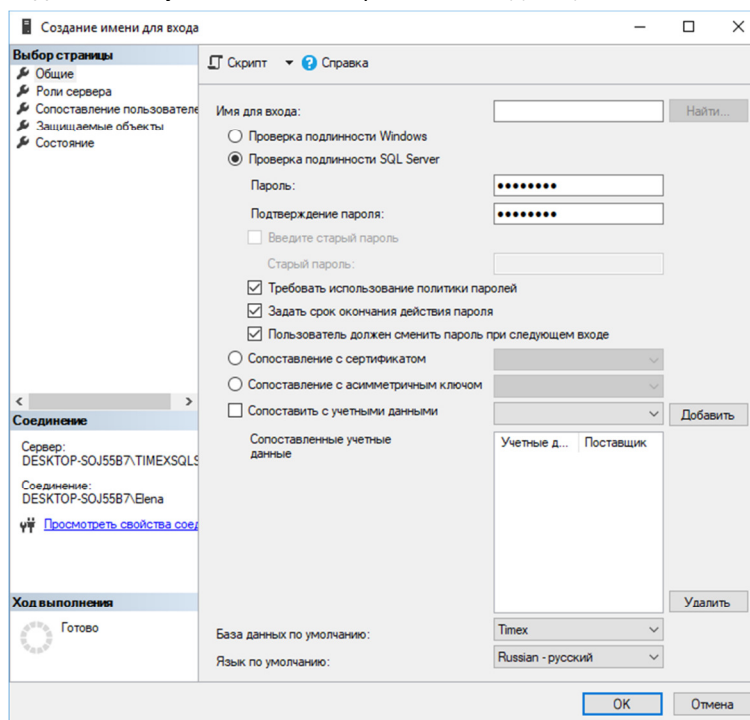 Создание имени для входа
Выбор страницы
Общие
Роли сервера
Сопоставление пользователе
Защищаемые объекты
Состояние
Скрипт
Справка
Имя для входа:
Найти...
Проверка подлинности Windows
Проверка подлинности SQL Server
Пароль:
••••••••
Подтверждение пароля:
••••••••
Введите старый пароль
Старый пароль:
Требовать использование политики паролей
Задать срок окончания действия пароля
Пользователь должен сменить пароль при следующем входе
Сопоставление с сертификатом
Сопоставление с асимметричным ключом
Сопоставить с учетными данными
Добавить
Сопоставленные учетные
данные
Учетные д...
Поставщик
Удалить
База данных по умолчанию:
Timex
Язык по умолчанию:
Russian - русский
Соединение
Сервер:
DESKTOP-SOJ55B7\TIMEXSQLS
Соединение:
DESKTOP-SOJ55B7\Elena
Просмотреть свойства соед
Ход выполнения
Готово
OK
Отмена